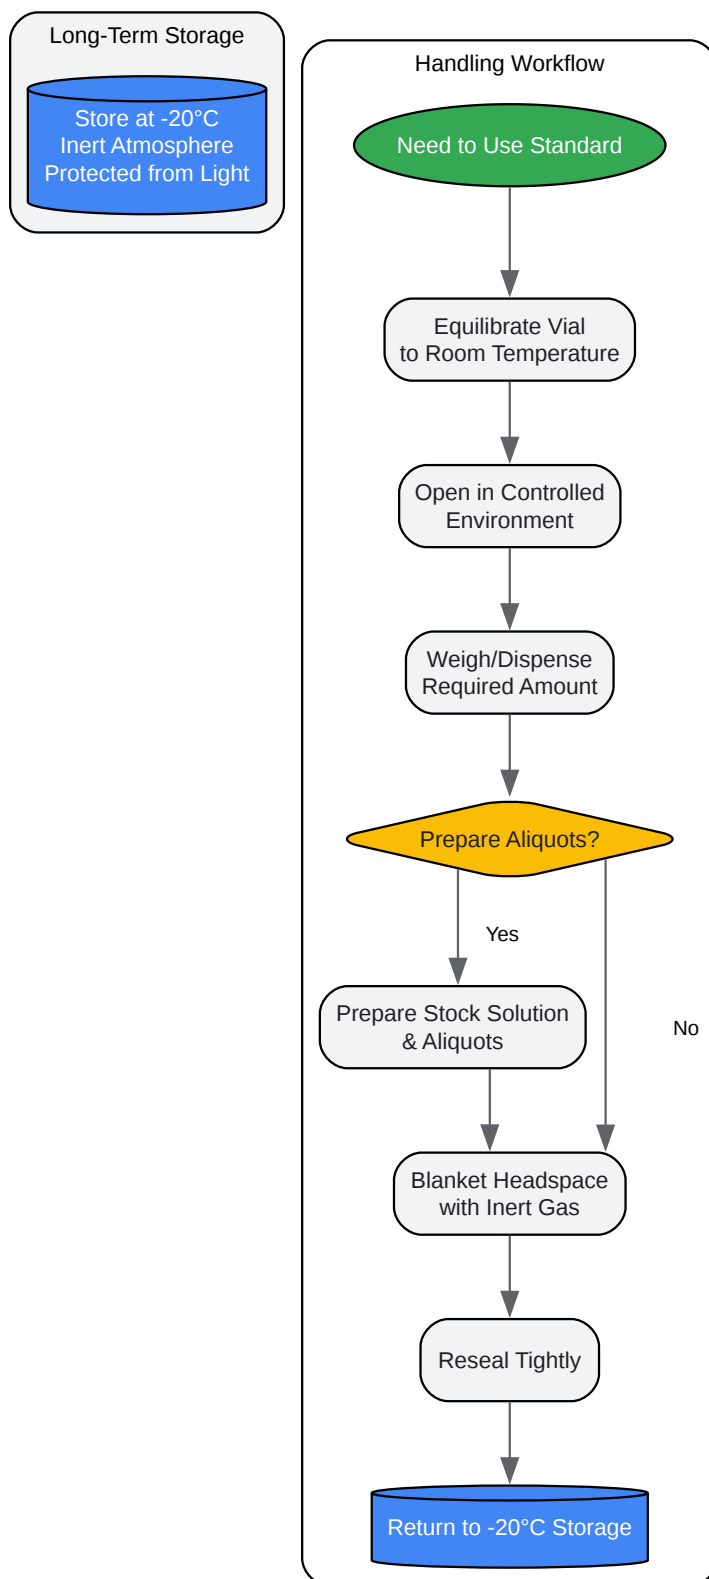 Long-Term Storage
Store at -20°C
Inert Atmosphere
Protected from Light
Handling Workflow
Need to Use Standard
Equilibrate Vial
to Room Temperature
Open in Controlled
Environment
Weigh/Dispense
Required Amount
Prepare Aliquots?
Yes
Prepare Stock Solution
& Aliquots
No
Blanket Headspace
with Inert Gas
Reseal Tightly
Return to -20°C Storage